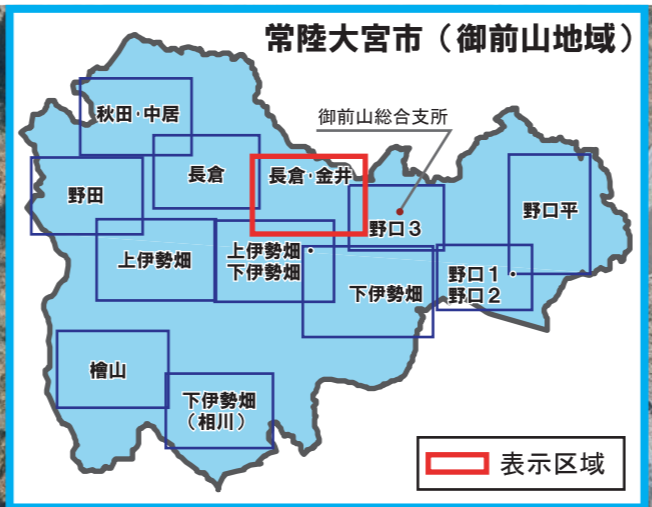 常陸大宮市（御前山地域）
御前山総合支所
秋田･中居
長倉
長倉･金井
野田
野口３
野口平
上伊勢畑
上伊勢畑・
下伊勢畑
下伊勢畑
野口１・
野口２
檜山
下伊勢畑
（相川）
表示区域